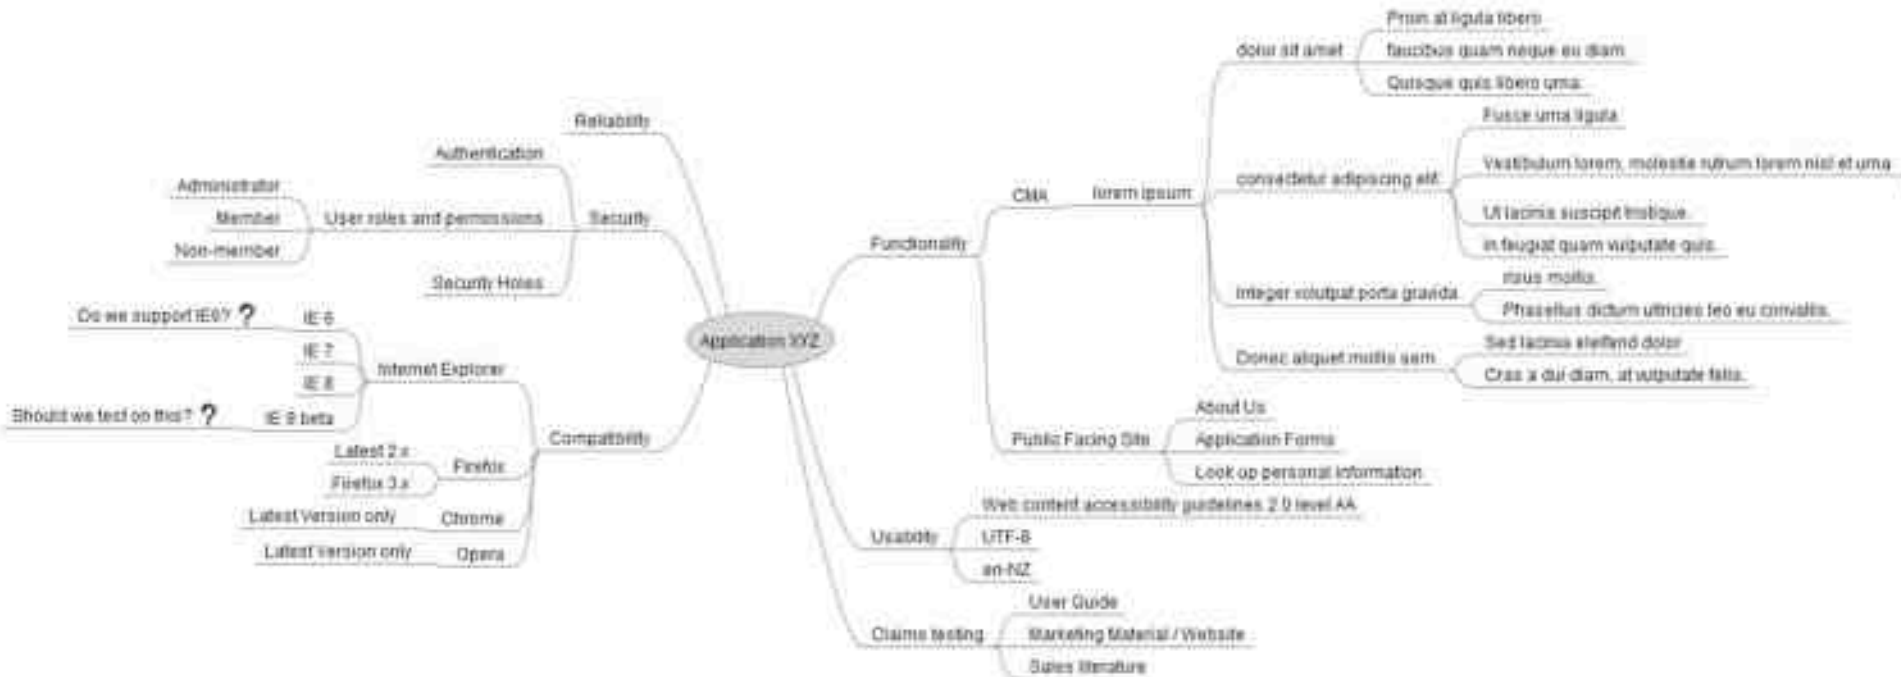 Application XYZ
Reliability
Security
Authentication
User roles and permissions
Administrator
Member
Non-member
Security Holes
Compatibility
Internet Explorer
IE 6
Do we support IE6? ?
IE 7
IE 8
IE 9 beta
Should we test on this? ?
Firefox
Latest 2.x
Firefox 3.x
Chrome
Latest Version only
Opera
Latest Version only
Functionality
CMA
lorem ipsum
dolor sit amet
Proin at ligula libero
faucibus quam neque eu diam
Quisque quis libero urna.
consectetur adipiscing elit
Fusce urna ligula
Vestibulum lorem, molestie rutrum lorem nisl et urna
Ut lacinia suscipit tristique.
in feugiat quam vulputate quis.
Integer volutpat porta gravida
risus mollis.
Phasellus dictum ultricies leo eu convallis.
Donec aliquet mollis sem
Sed lacinia eleifend dolor
Cras a dui diam, at vulputate felis.
Public Facing Site
About Us
Application Forms
Look up personal information
Usability
Web content accessibility guidelines 2.0 level AA
UTF-8
en-NZ
Claims testing
User Guide
Marketing Material / Website
Sales literature